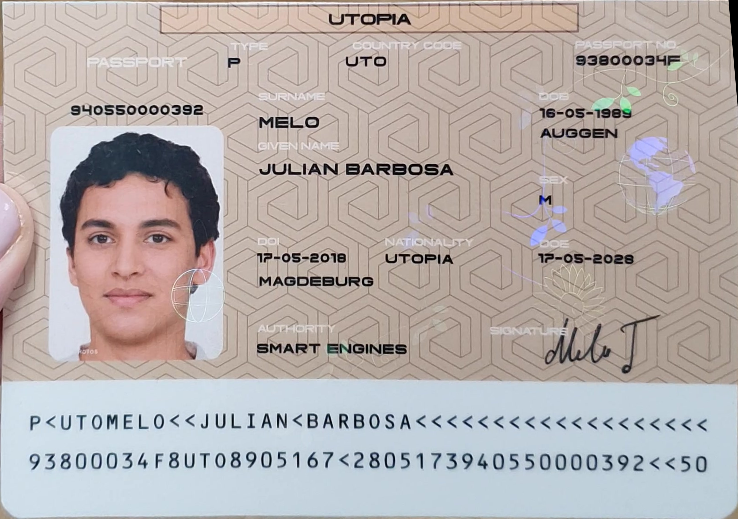 UTOPIA
PASSPORT
TYPE
P
COUNTRY CODE
UTO
PASSPORT NO.
93800034F
940550000392
SURNAME
MELO
DOB
16-05-1989
AUGGEN
GIVEN NAME
JULIAN BARBOSA
SEX
M
DOI
17-05-2018
MAGDEBURG
NATIONALITY
UTOPIA
DOE
17-05-2028
AUTHORITY
SMART ENGINES
SIGNATURE
Melo J
P<UTOMELO<<JULIAN<BARBOSA<<<<<<<<<<<<<<<<<<<
93800034F8UTO8905167<2805173940550000392<<50